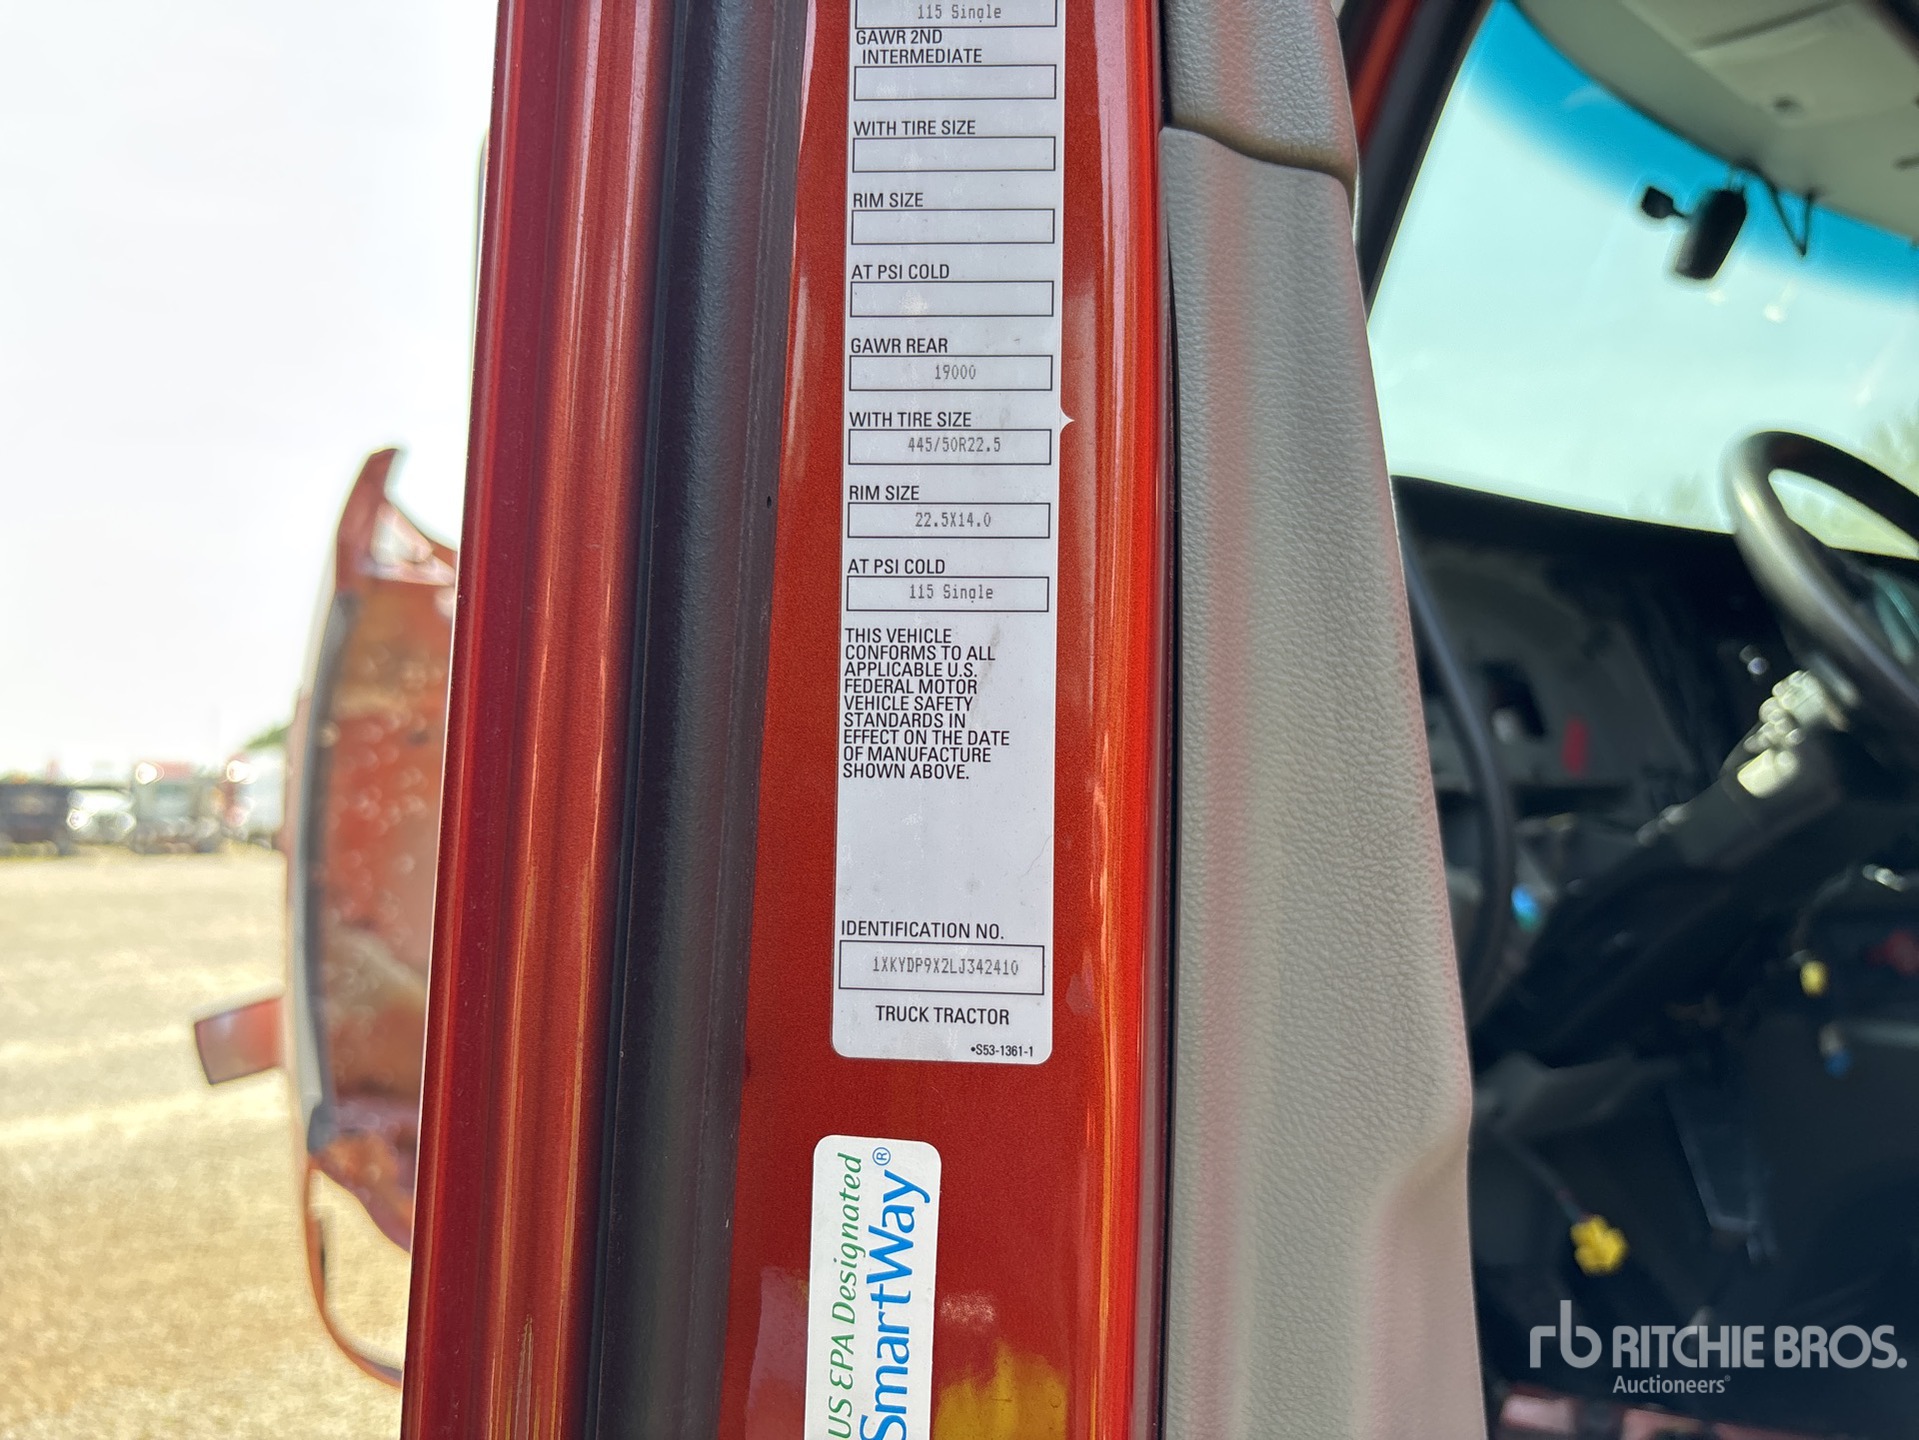 115 Single
GAWR 2ND
INTERMEDIATE
WITH TIRE SIZE
RIM SIZE
AT PSI COLD
GAWR REAR
19000
WITH TIRE SIZE
445/50R22.5
RIM SIZE
22.5X14.0
AT PSI COLD
115 Single
THIS VEHICLE
CONFORMS TO ALL
APPLICABLE U.S.
FEDERAL MOTOR
VEHICLE SAFETY
STANDARDS IN
EFFECT ON THE DATE
OF MANUFACTURE
SHOWN ABOVE.
IDENTIFICATION NO.
1XKYDP9X2LJ342410
TRUCK TRACTOR
•S53-1361-1
US EPA Designated
SmartWay®
rb RITCHIE BROS.
Auctioneers®